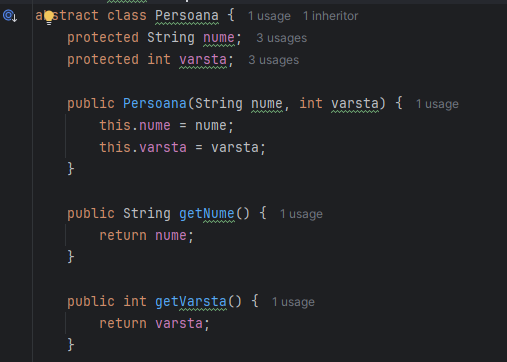 abstract class Persoana { 1 usage 1 inheritor
protected String nume; 3 usages
protected int varsta; 3 usages
public Persoana(String nume, int varsta) { 1 usage
this.nume = nume;
this.varsta = varsta;
}
public String getNume() { 1 usage
return nume;
}
public int getVarsta() { 1 usage
return varsta;
}